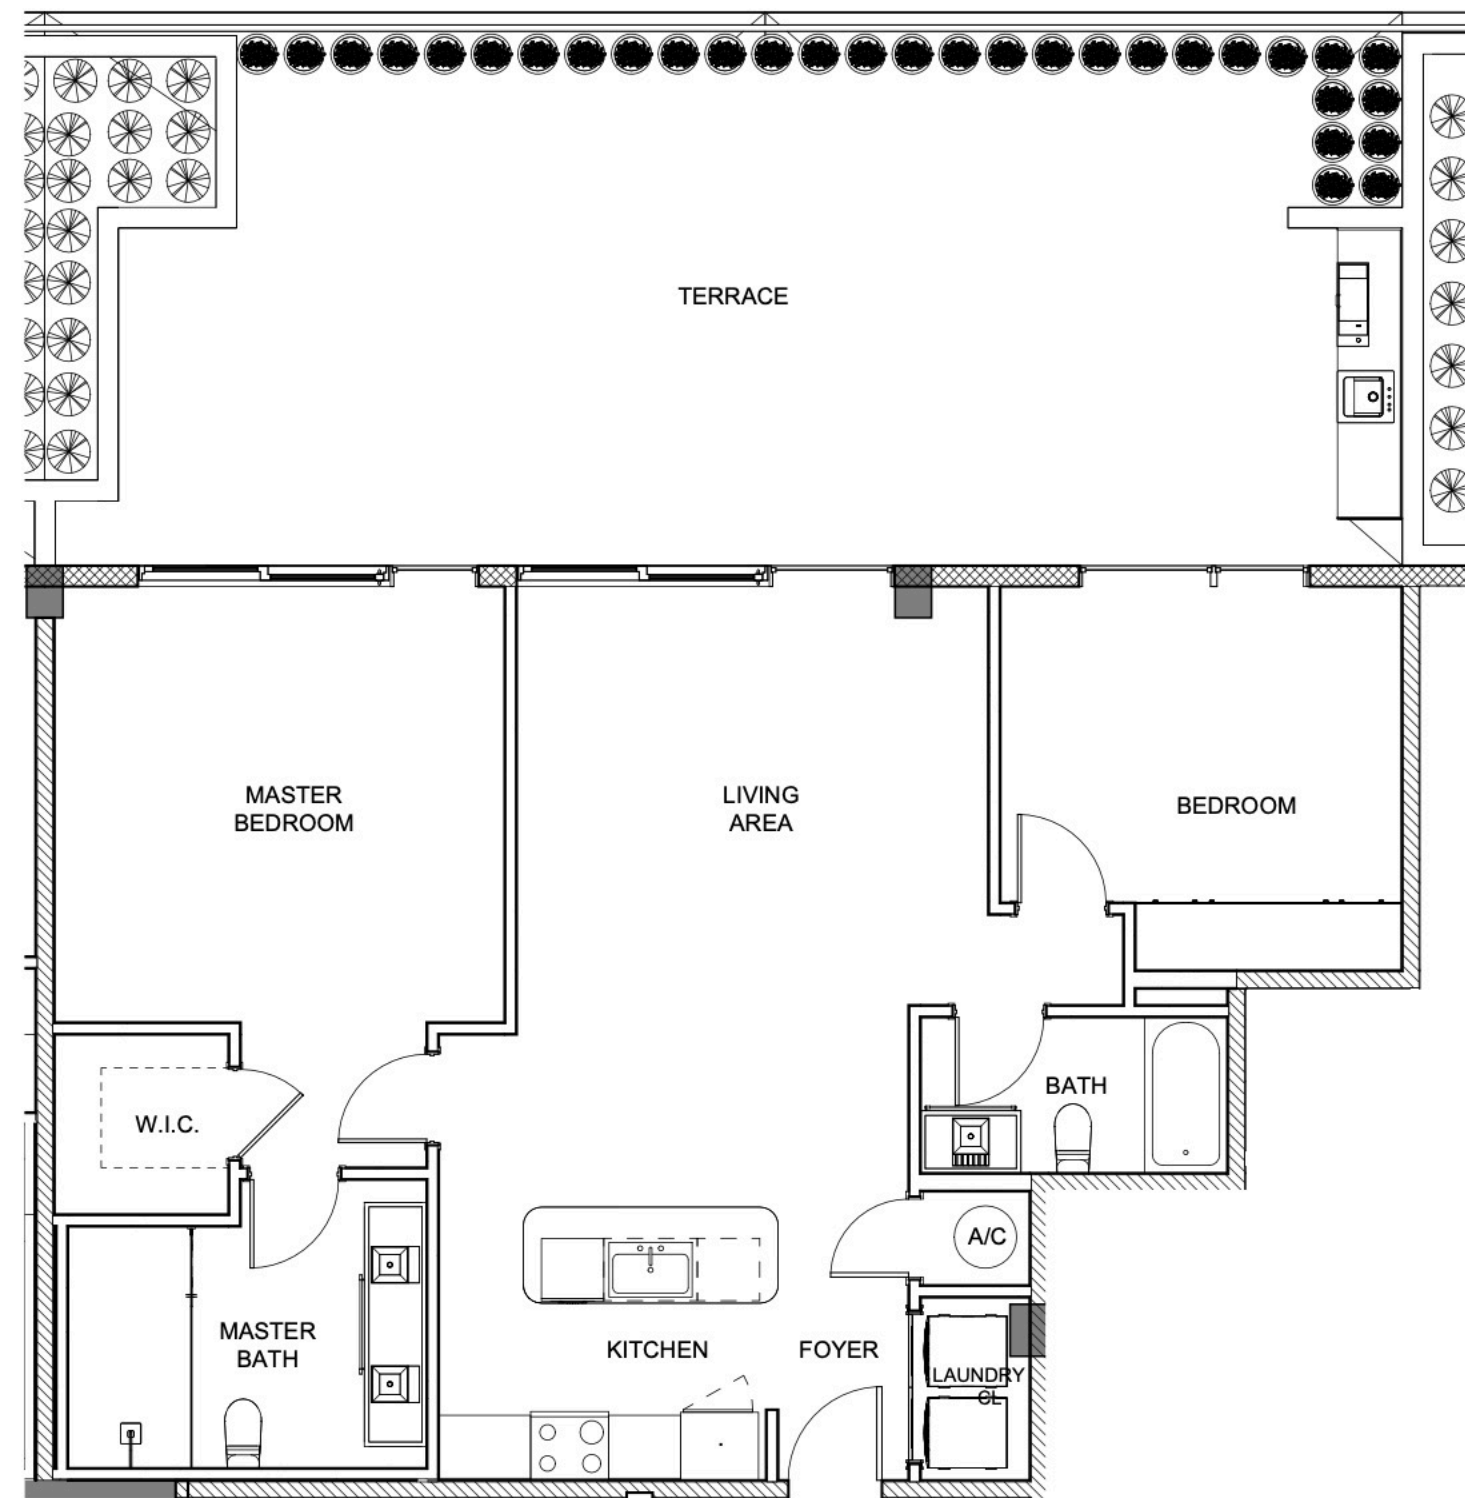 TERRACE
MASTER
BEDROOM
LIVING
AREA
BEDROOM
W.I.C.
BATH
A/C
MASTER
BATH
KITCHEN
FOYER
LAUNDRY
CL